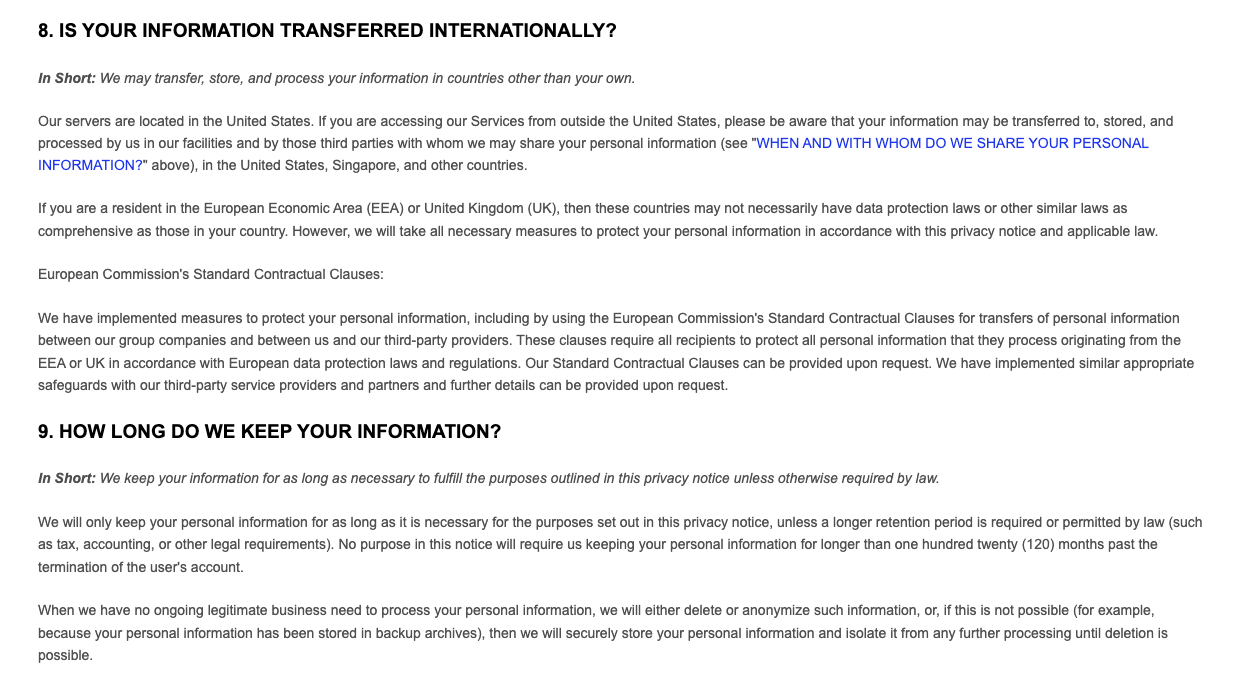 8. IS YOUR INFORMATION TRANSFERRED INTERNATIONALLY?
In Short: We may transfer, store, and process your information in countries other than your own.
Our servers are located in the United States. If you are accessing our Services from outside the United States, please be aware that your information may be transferred to, stored, and
processed by us in our facilities and by those third parties with whom we may share your personal information (see "WHEN AND WITH WHOM DO WE SHARE YOUR PERSONAL
INFORMATION?" above), in the United States, Singapore, and other countries.
If you are a resident in the European Economic Area (EEA) or United Kingdom (UK), then these countries may not necessarily have data protection laws or other similar laws as
comprehensive as those in your country. However, we will take all necessary measures to protect your personal information in accordance with this privacy notice and applicable law.
European Commission's Standard Contractual Clauses:
We have implemented measures to protect your personal information, including by using the European Commission's Standard Contractual Clauses for transfers of personal information
between our group companies and between us and our third-party providers. These clauses require all recipients to protect all personal information that they process originating from the
EEA or UK in accordance with European data protection laws and regulations. Our Standard Contractual Clauses can be provided upon request. We have implemented similar appropriate
safeguards with our third-party service providers and partners and further details can be provided upon request.
9. HOW LONG DO WE KEEP YOUR INFORMATION?
In Short: We keep your information for as long as necessary to fulfill the purposes outlined in this privacy notice unless otherwise required by law.
We will only keep your personal information for as long as it is necessary for the purposes set out in this privacy notice, unless a longer retention period is required or permitted by law (such
as tax, accounting, or other legal requirements). No purpose in this notice will require us keeping your personal information for longer than one hundred twenty (120) months past the
termination of the user's account.
When we have no ongoing legitimate business need to process your personal information, we will either delete or anonymize such information, or, if this is not possible (for example,
because your personal information has been stored in backup archives), then we will securely store your personal information and isolate it from any further processing until deletion is
possible.